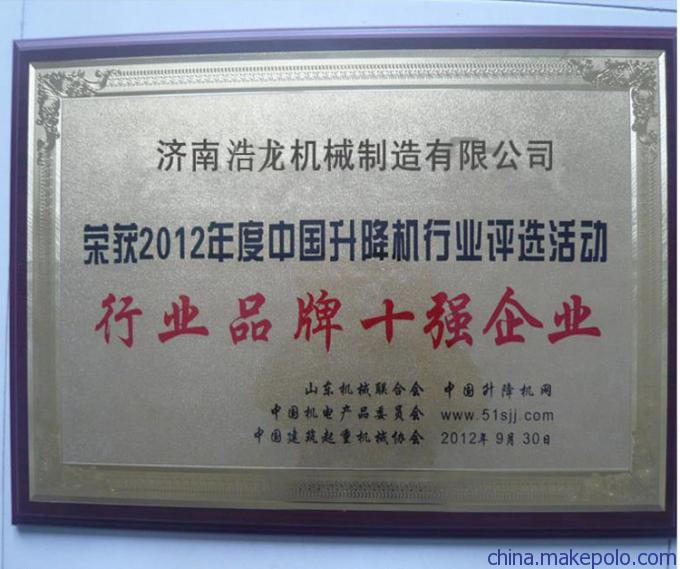 济南浩龙机械制造有限公司
荣获2012年度中国升降机行业评选活动
行业品牌十强企业
山东机械联合会 中国升降机网
中国机电产品委员会 www.51sjj.com
中国建筑起重机械协会 2012年9月30日
china.makepolo.com